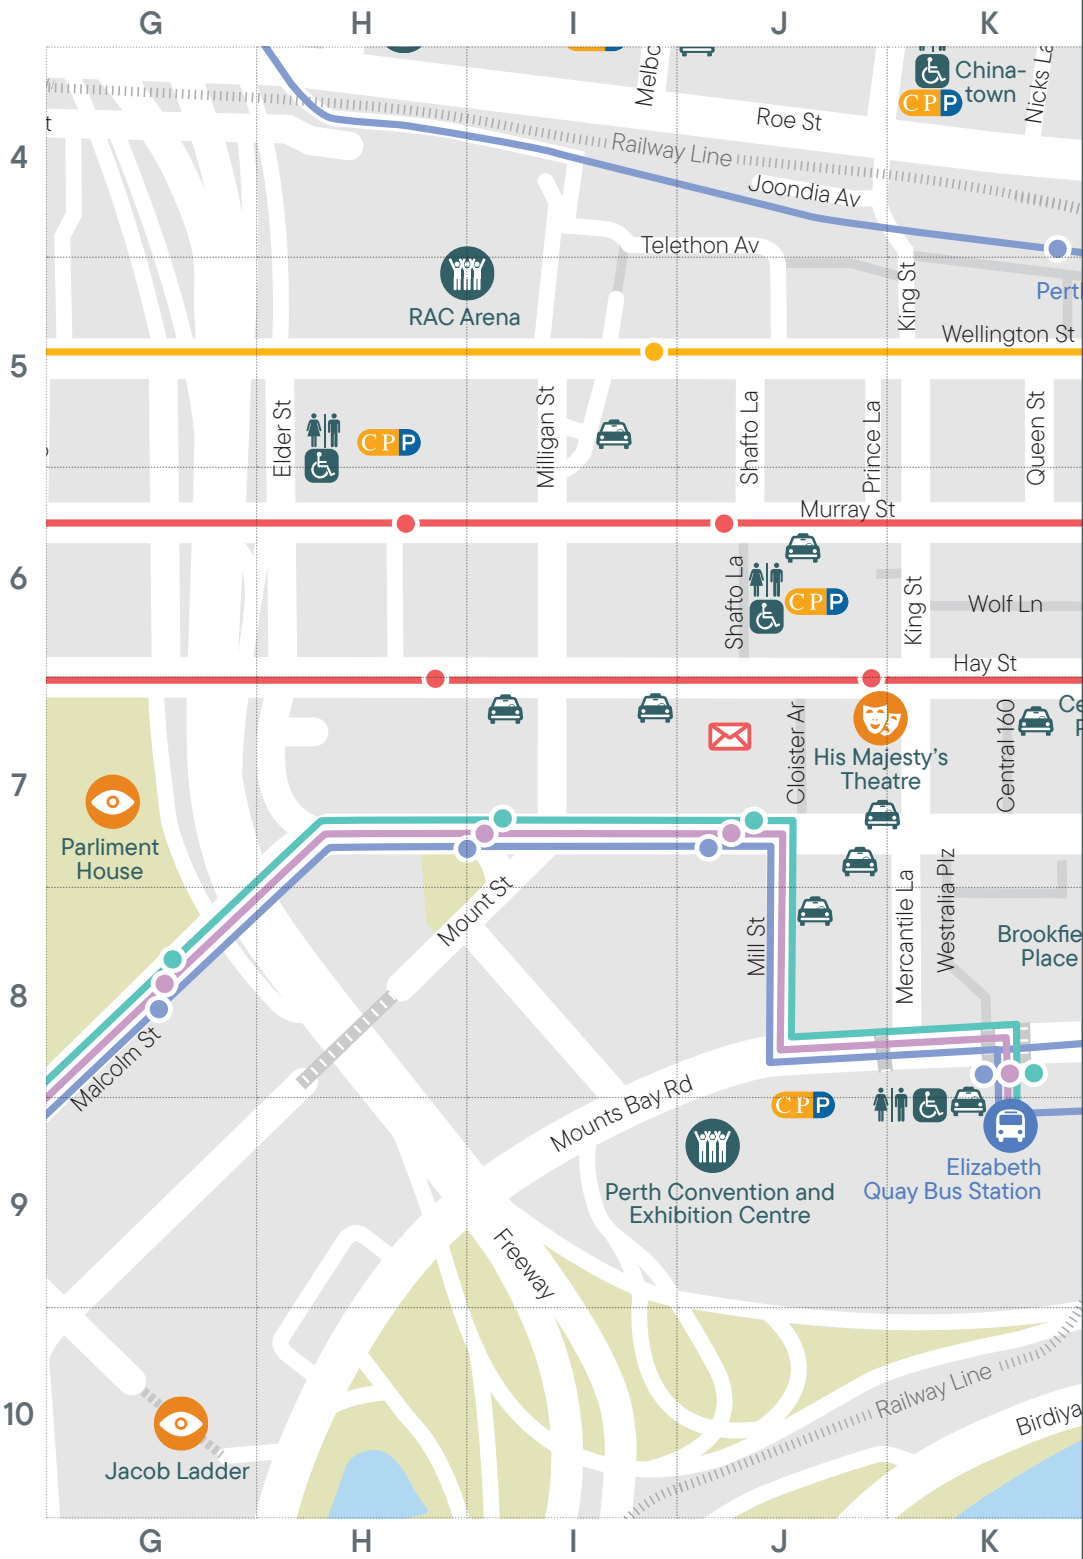 G H I J K
4
5
6
7
8
9
10
China-
town
CPP
Nicks
Melbo
Roe St
Railway Line
Joondia Av
Telethon Av
King St
RAC Arena
Wellington St
Elder St
CPP
Milligan St
Shafto La
Prince La
Queen St
Murray St
Shafto La
CPP
King St
Wolf Ln
Hay St
Cloister Ar
His Majesty's
Theatre
Central 160
Parliment
House
Mount St
Mill St
Mercantile La
Westralia Plz
Place
Malcolm St
Mounts Bay Rd
CPP
Elizabeth
Quay Bus Station
Perth Convention and
Exhibition Centre
Freeway
Railway Line
Birdiya
Jacob Ladder
G H I J K